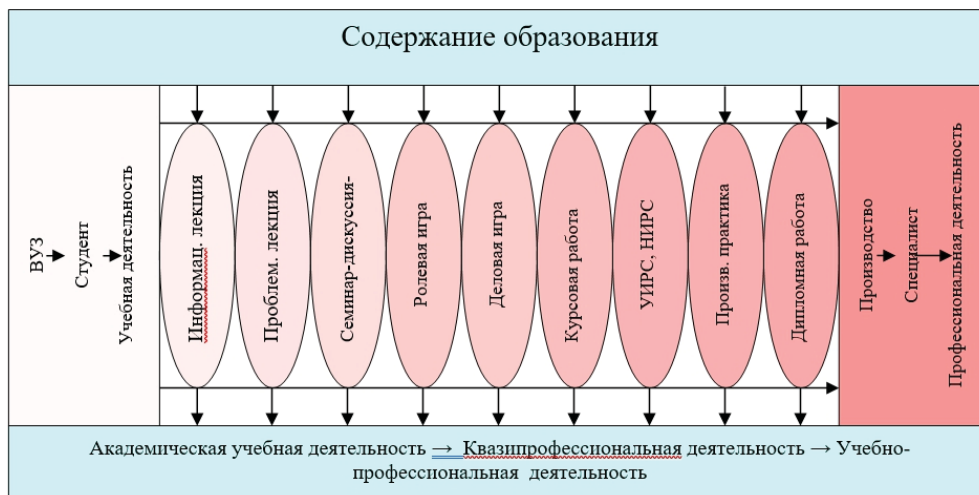 Содержание образования
ВУЗ
Студент
Учебная деятельность
Информац. лекция
Проблем. лекция
Семинар-дискуссия-
Ролевая игра
Деловая игра
Курсовая работа
УИРС, НИРС
Произв. практика
Дипломная работа
Производство
Специалист
Профессиональная деятельность
Академическая учебная деятельность → Квазипрофессиональная деятельность → Учебно-
профессиональная деятельность